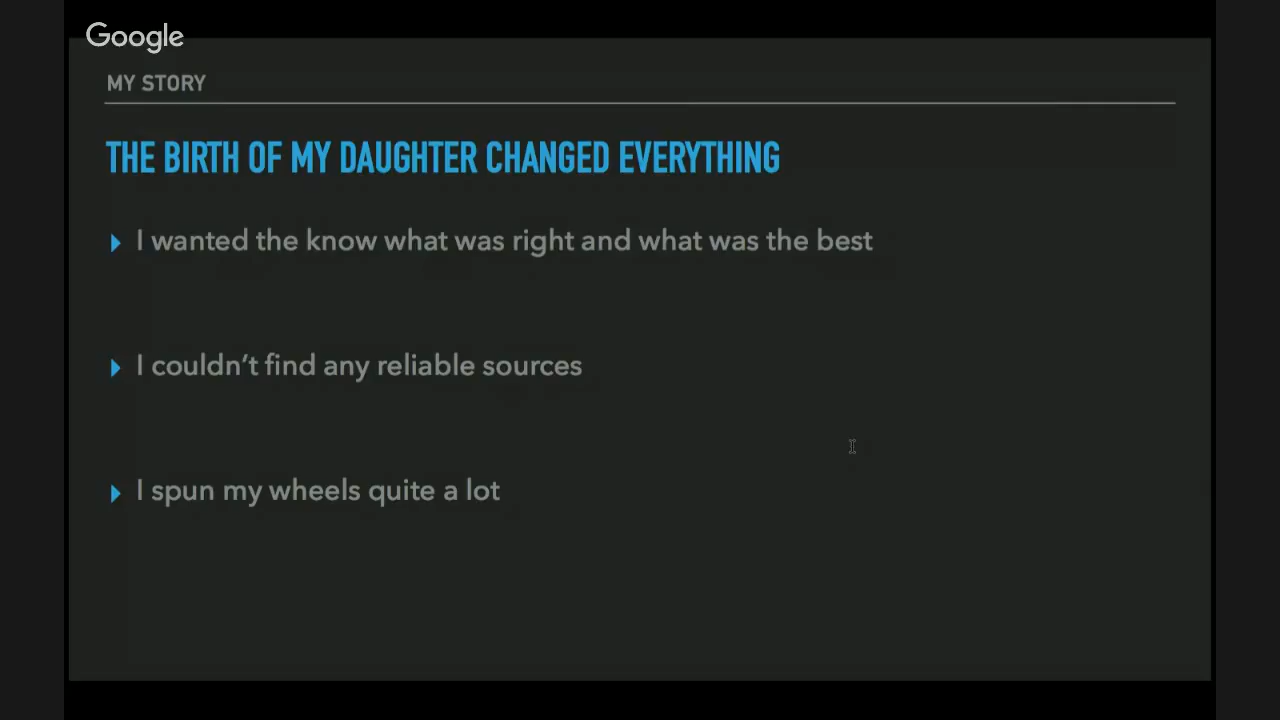 Google
MY STORY
THE BIRTH OF MY DAUGHTER CHANGED EVERYTHING
I wanted the know what was right and what was the best
I couldn’t find any reliable sources
I spun my wheels quite a lot